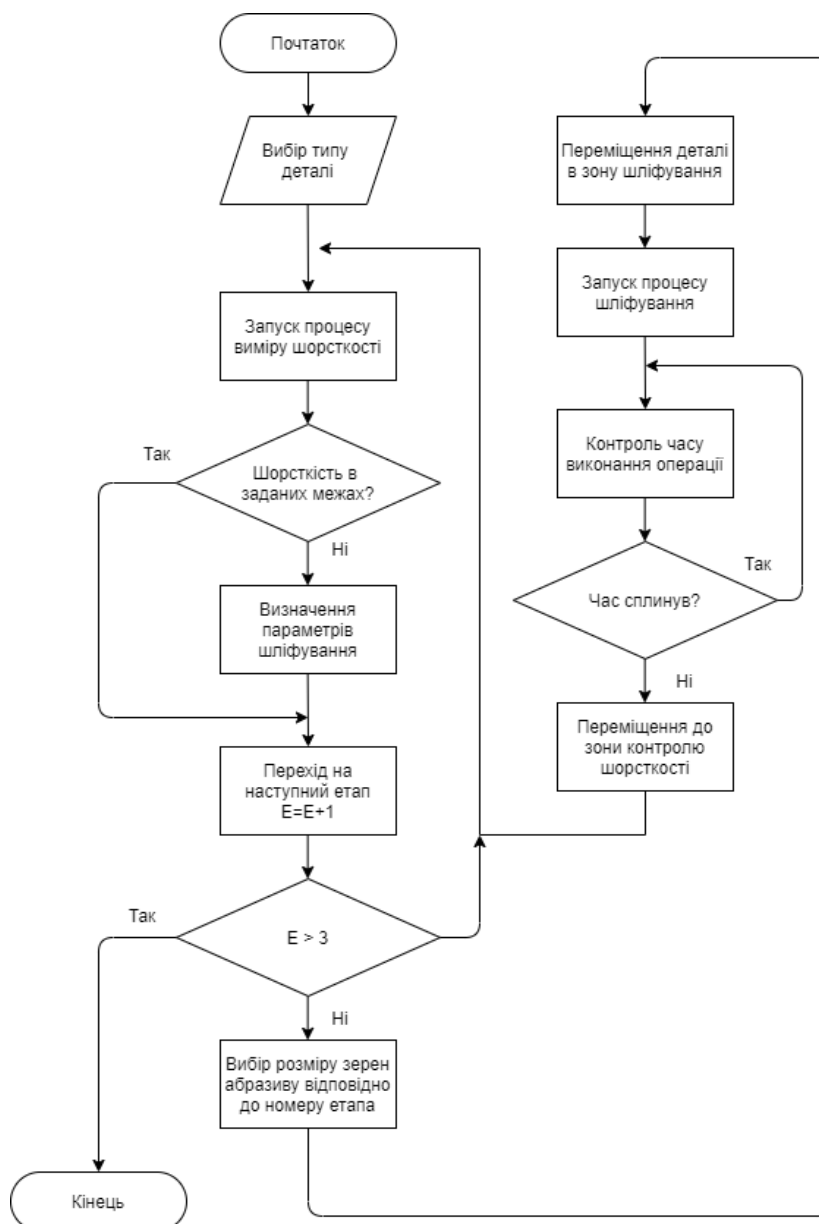 Почтаток
Вибір типу
деталі
Запуск процесу
виміру шорсткості
Так
Шорсткість в
заданих межах?
Ні
Визначення
параметрів
шліфування
Перехід на
наступний етап
E=E+1
Так
E > 3
Ні
Вибір розміру зерен
абразиву відповідно
до номеру етапа
Кінець
Переміщення деталі
в зону шліфування
Запуск процесу
шліфування
Контроль часу
виконання операції
Так
Час сплинув?
Ні
Переміщення до
зони контролю
шорсткості